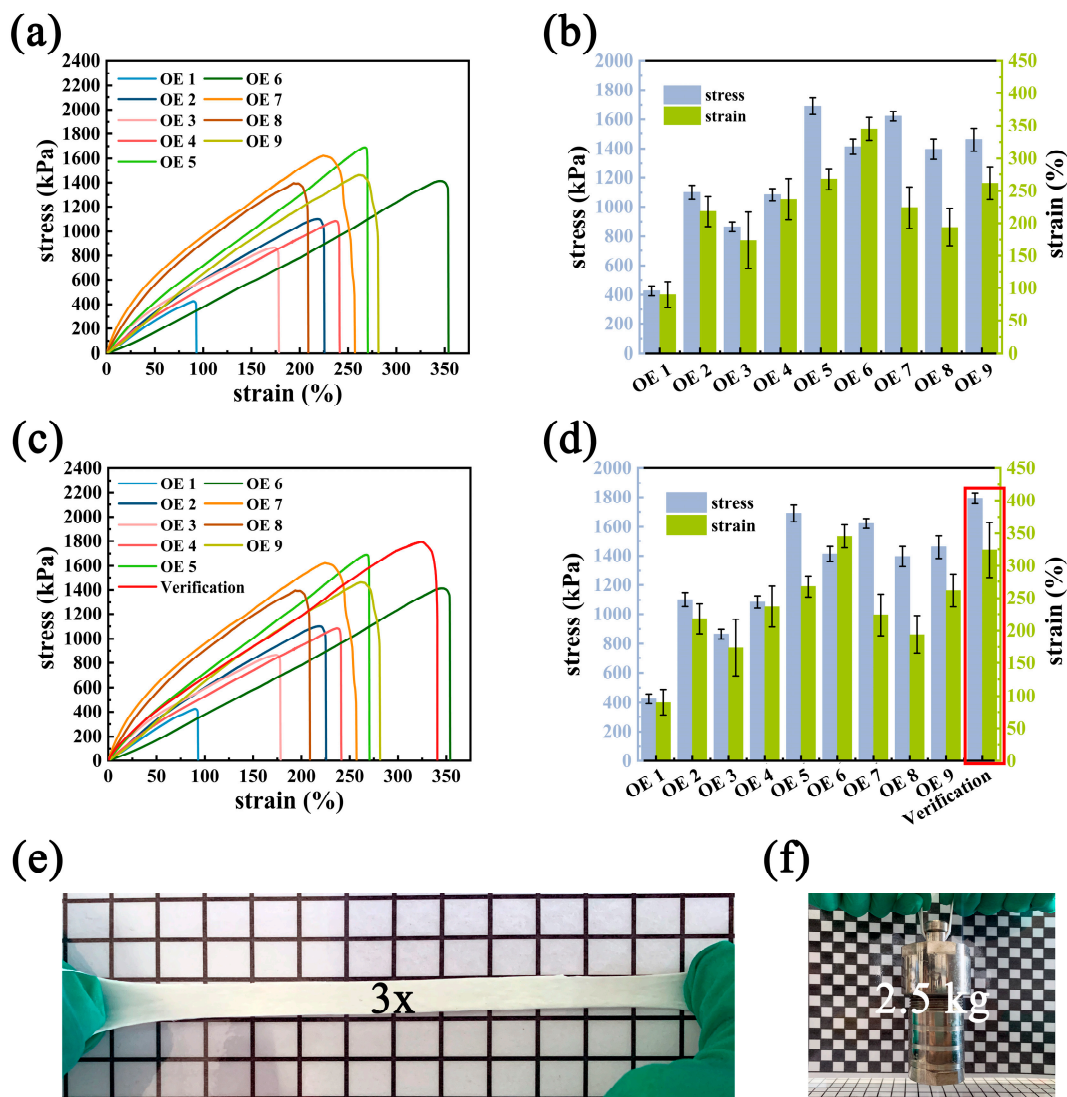 (a)
2400
2200
2000
1800
1600
1400
1200
1000
800
600
400
200
0
stress (kPa)
OE 1
OE 2
OE 3
OE 4
OE 5
OE 6
OE 7
OE 8
OE 9
0 50 100 150 200 250 300 350
strain (%)
(b)
2000
1800
1600
1400
1200
1000
800
600
400
200
0
stress (kPa)
stress
strain
450
400
350
300
250
200
150
100
50
0
strain (%)
OE 1 OE 2 OE 3 OE 4 OE 5 OE 6 OE 7 OE 8 OE 9
(c)
2400
2200
2000
1800
1600
1400
1200
1000
800
600
400
200
0
stress (kPa)
OE 1
OE 2
OE 3
OE 4
OE 5
Verification
OE 6
OE 7
OE 8
OE 9
0 50 100 150 200 250 300 350
strain (%)
(d)
2000
1800
1600
1400
1200
1000
800
600
400
200
0
stress (kPa)
stress
strain
450
400
350
300
250
200
150
100
50
0
strain (%)
OE 1 OE 2 OE 3 OE 4 OE 5 OE 6 OE 7 OE 8 OE 9 Verification
(e)
3x
(f)
2.5 kg